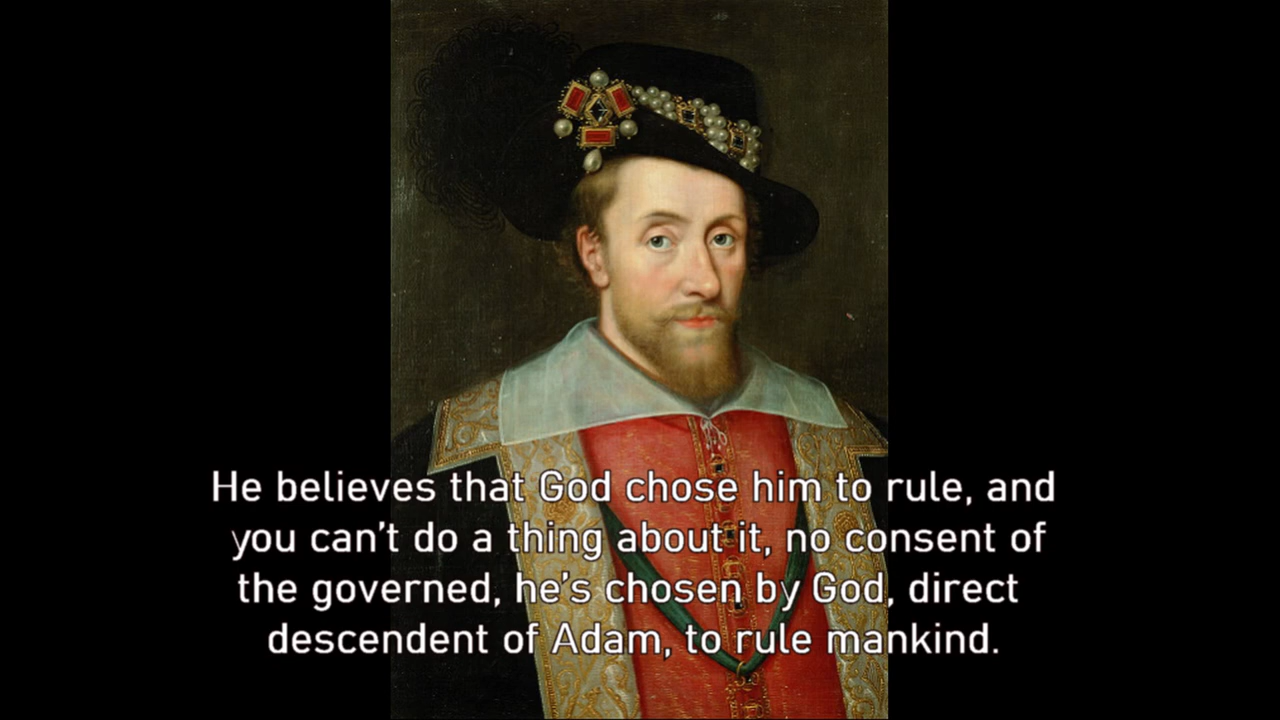 He believes that God chose him to rule, and
you can't do a thing about it, no consent of
the governed, he's chosen by God, direct
descendent of Adam, to rule mankind.